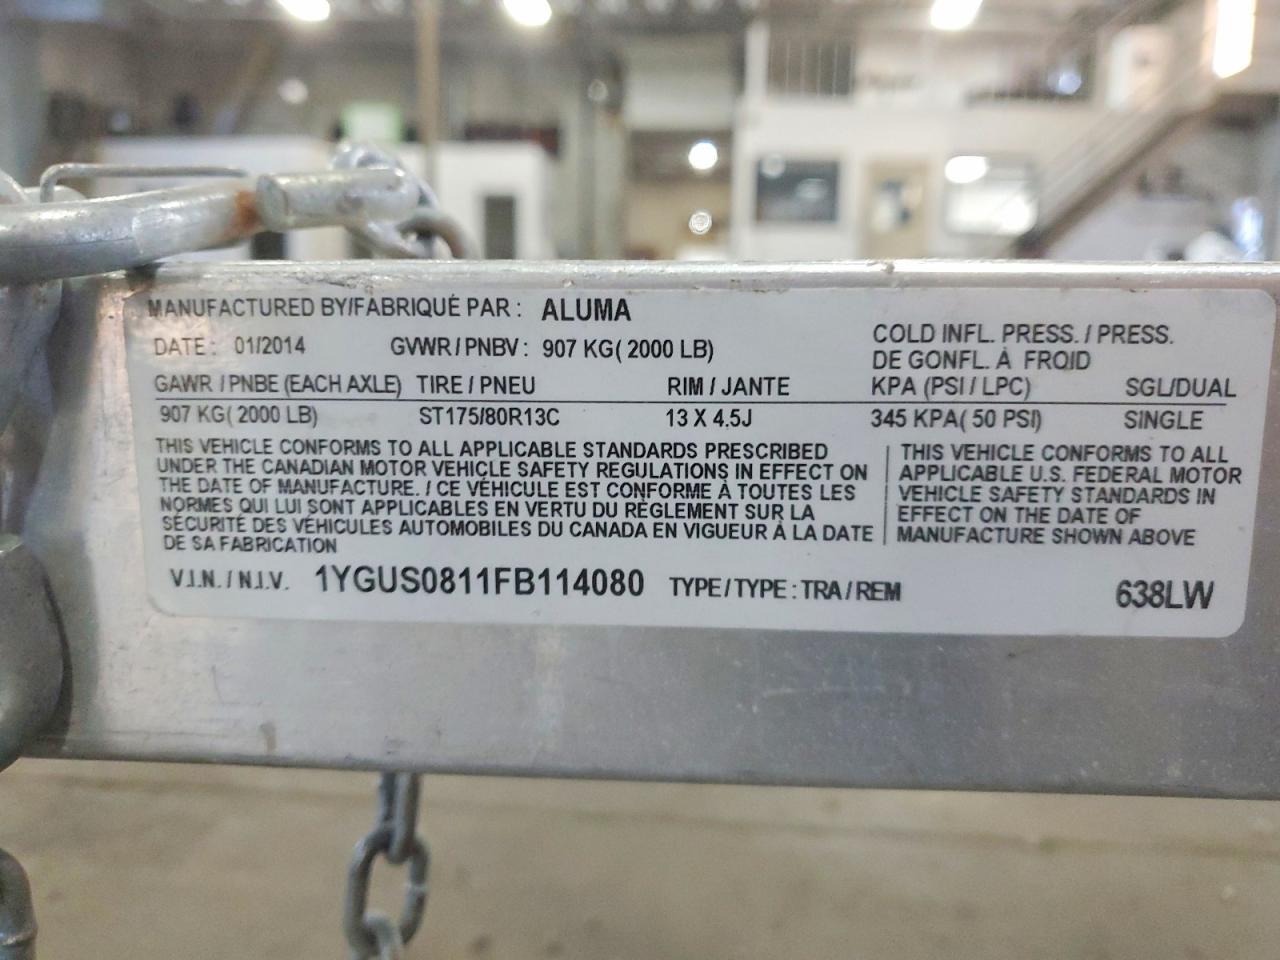 MANUFACTURED BY/FABRIQUÉ PAR : ALUMA
DATE : 01/2014 GVWR / PNBV : 907 KG( 2000 LB)
COLD INFL. PRESS. / PRESS.
DE GONFL. À FROID
GAWR / PNBE (EACH AXLE) TIRE / PNEU RIM / JANTE KPA (PSI / LPC) SGL/DUAL
907 KG( 2000 LB) ST175/80R13C 13 X 4.5J 345 KPA( 50 PSI) SINGLE
THIS VEHICLE CONFORMS TO ALL APPLICABLE STANDARDS PRESCRIBED
UNDER THE CANADIAN MOTOR VEHICLE SAFETY REGULATIONS IN EFFECT ON
THE DATE OF MANUFACTURE. / CE VÉHICULE EST CONFORME À TOUTES LES
NORMES QUI LUI SONT APPLICABLES EN VERTU DU RÈGLEMENT SUR LA
SÉCURITÉ DES VÉHICULES AUTOMOBILES DU CANADA EN VIGUEUR À LA DATE
DE SA FABRICATION
THIS VEHICLE CONFORMS TO ALL
APPLICABLE U.S. FEDERAL MOTOR
VEHICLE SAFETY STANDARDS IN
EFFECT ON THE DATE OF
MANUFACTURE SHOWN ABOVE
V.I.N. / N.I.V. 1YGUS0811FB114080 TYPE / TYPE : TRA / REM 638LW